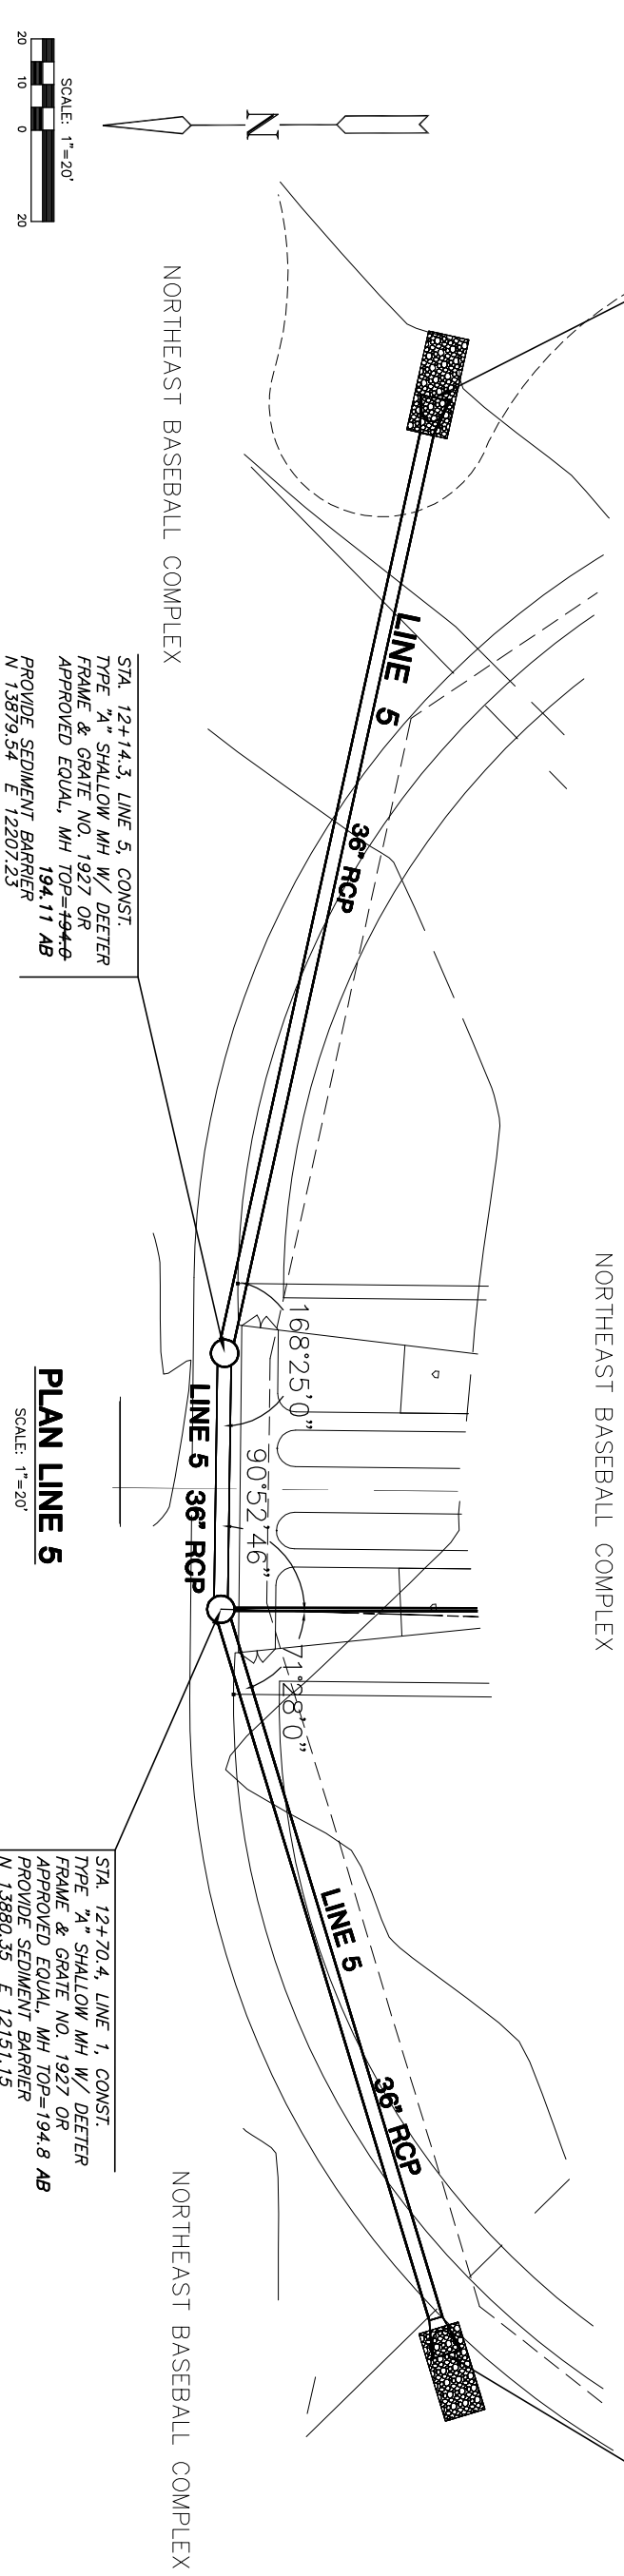 20 10 0 20
SCALE: 1"=20'
N
NORTHEAST BASEBALL COMPLEX
NORTHEAST BASEBALL COMPLEX
NORTHEAST BASEBALL COMPLEX
LINE 5
36" RCP
168°25'0"
LINE 5 36" RCP
90°52'46"
71°28'0"
LINE 5
36" RCP
STA. 12+14.3, LINE 5, CONST.
TYPE "A" SHALLOW MH W/ DEETER
FRAME & GRATE NO. 1927 OR
APPROVED EQUAL, MH TOP=194.0
194.11 AB
PROVIDE SEDIMENT BARRIER
N 13879.54 E 12207.23
STA. 12+70.4, LINE 1, CONST.
TYPE "A" SHALLOW MH W/ DEETER
FRAME & GRATE NO. 1927 OR
APPROVED EQUAL, MH TOP=194.8 AB
PROVIDE SEDIMENT BARRIER
N 13880.35 E 12151.15
PLAN LINE 5
SCALE: 1"=20'